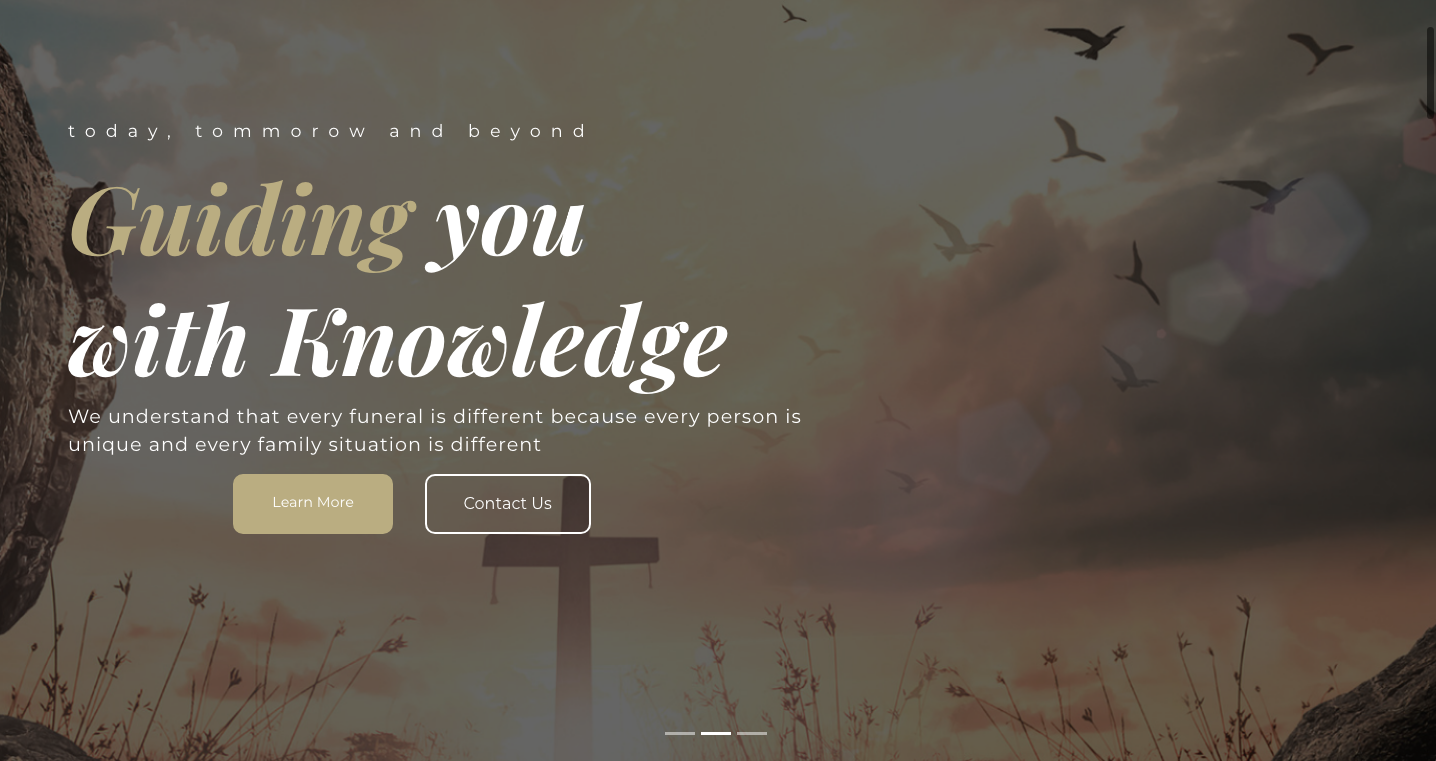 today, tommorow and beyond
Guiding you
with Knowledge
We understand that every funeral is different because every person is
unique and every family situation is different
Learn More
Contact Us